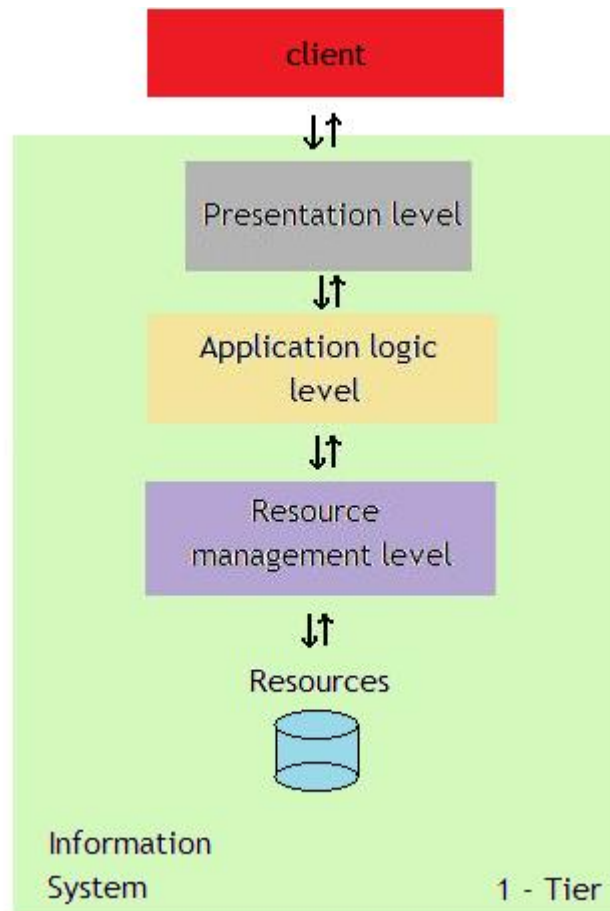 client
Presentation level
Application logic
level
Resource
management level
Resources
Information
System
1 - Tier